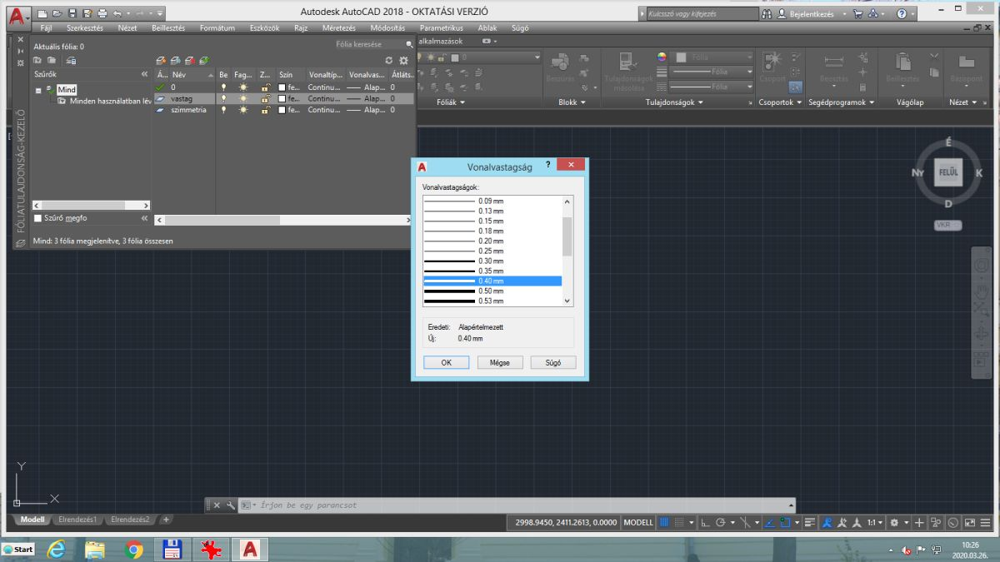 Autodesk AutoCAD 2018 - OKTATÁSI VERZIÓ
Kulcsszó vagy kifejezés
Bejelentkezés
Fájl Szerkesztés Nézet Beillesztés Formátum Eszközök Rajz Méretezés Módosítás Parametrikus Ablak Súgó
Aktuális fólia: 0
Fólia keresése
alkalmazások
Szűrők
Á... Név Be Fag... Z... Szín Vonaltíp... Vonalvas... Átláts...
Mind
Minden használatban lév
0 fe... Continu... Alap... 0
vastag fe... Continu... Alap... 0
szimmetria fe... Continu... Alap... 0
0
Beszúrás
Tulajdonságok másolása
Fólia
Fólia
Fólia
Csoport
Beosztás
Beillesztés
Középpont
Fóliák
Blokk
Tulajdonságok
Csoportok
Segédprogramok
Vágólap
Nézet
FÓLIATULAJDONSÁG-KEZELŐ
Szűrő megfo
Mind: 3 fólia megjelenítve, 3 fólia összesen
Vonalvastagság
Vonalvastagságok:
0.09 mm
0.13 mm
0.15 mm
0.18 mm
0.20 mm
0.25 mm
0.30 mm
0.35 mm
0.40 mm
0.50 mm
0.53 mm
Eredeti: Alapértelmezett
Új: 0.40 mm
OK Mégse Súgó
É
Ny FELÜL K
D
VKR
Y
X
Írjon be egy parancsot
Modell Elrendezés1 Elrendezés2 +
2998.9450, 2411.2613, 0.0000 MODELL
1:1
Start
10:26
2020.03.26.